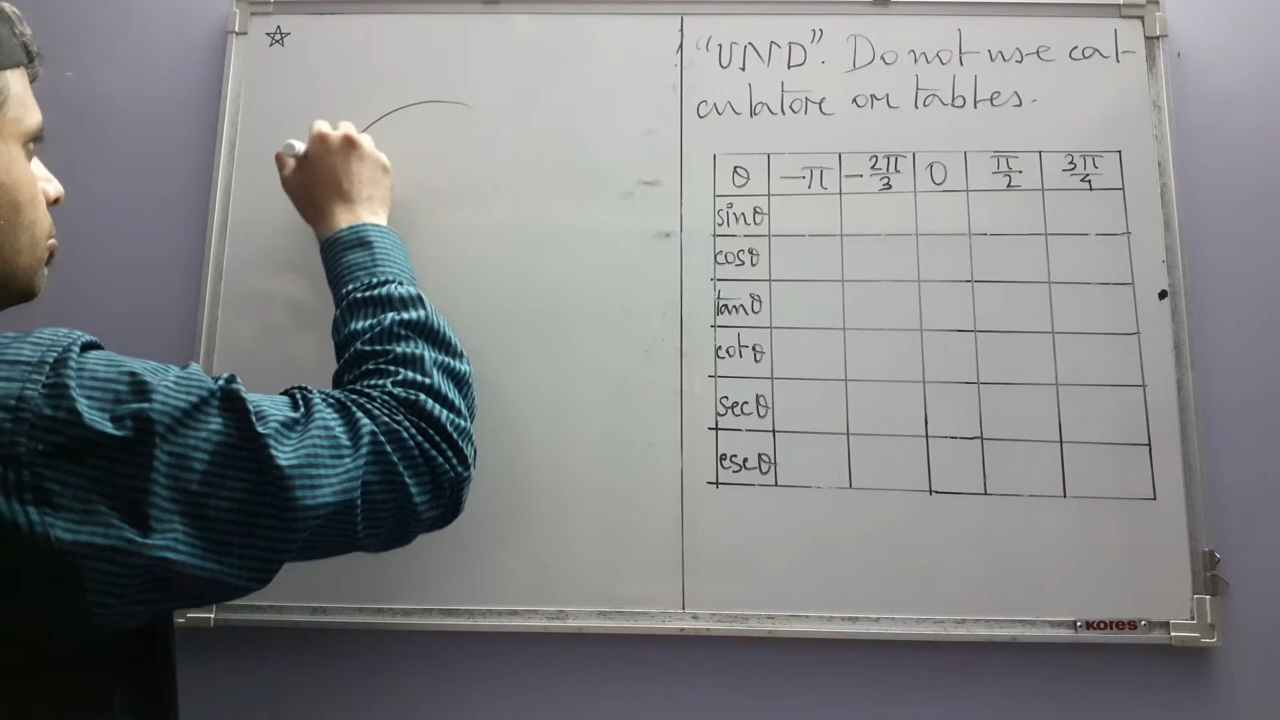 "UND". Do not use cal-
culatore or tables.
θ -π -2π/3 0 π/2 3π/4
sinθ
cosθ
tanθ
cotθ
secθ
cscθ
KORES